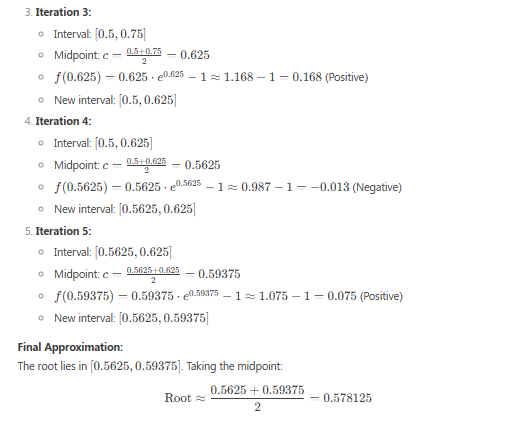 3. Iteration 3:
○ Interval: [0.5, 0.75]
○ Midpoint: c = \frac{0.5+0.75}{2} = 0.625
○ f(0.625) = 0.625 · e^{0.625} − 1 ≈ 1.168 − 1 = 0.168 (Positive)
○ New interval: [0.5, 0.625]
4. Iteration 4:
○ Interval: [0.5, 0.625]
○ Midpoint: c = \frac{0.5+0.625}{2} = 0.5625
○ f(0.5625) = 0.5625 · e^{0.5625} − 1 ≈ 0.987 − 1 = −0.013 (Negative)
○ New interval: [0.5625, 0.625]
5. Iteration 5:
○ Interval: [0.5625, 0.625]
○ Midpoint: c = \frac{0.5625+0.625}{2} = 0.59375
○ f(0.59375) = 0.59375 · e^{0.59375} − 1 ≈ 1.075 − 1 = 0.075 (Positive)
○ New interval: [0.5625, 0.59375]
Final Approximation:
The root lies in [0.5625, 0.59375]. Taking the midpoint:
Root ≈ \frac{0.5625 + 0.59375}{2} = 0.578125